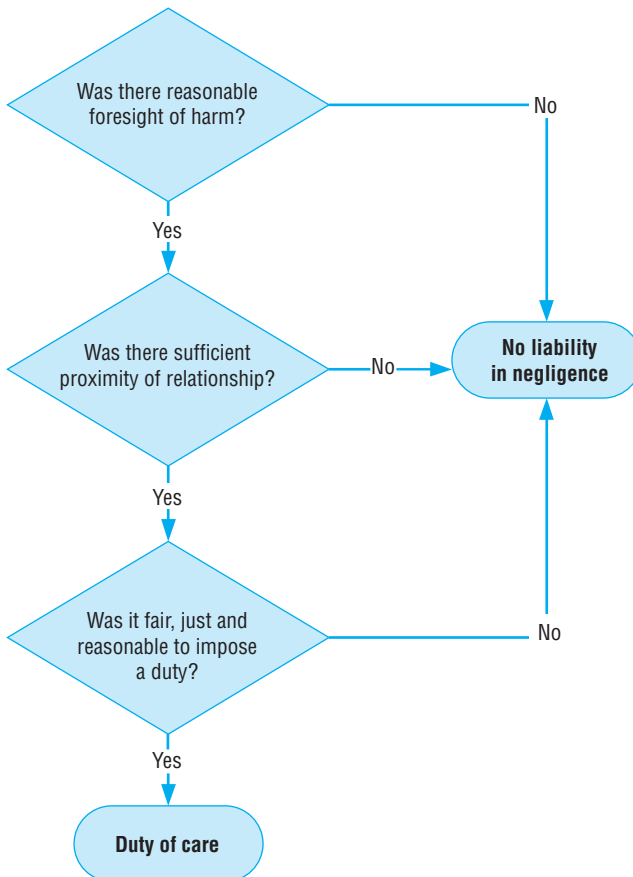 Was there reasonable
foresight of harm?
No
Yes
Was there sufficient
proximity of relationship?
No
No liability
in negligence
Yes
Was it fair, just and
reasonable to impose
a duty?
No
Yes
Duty of care